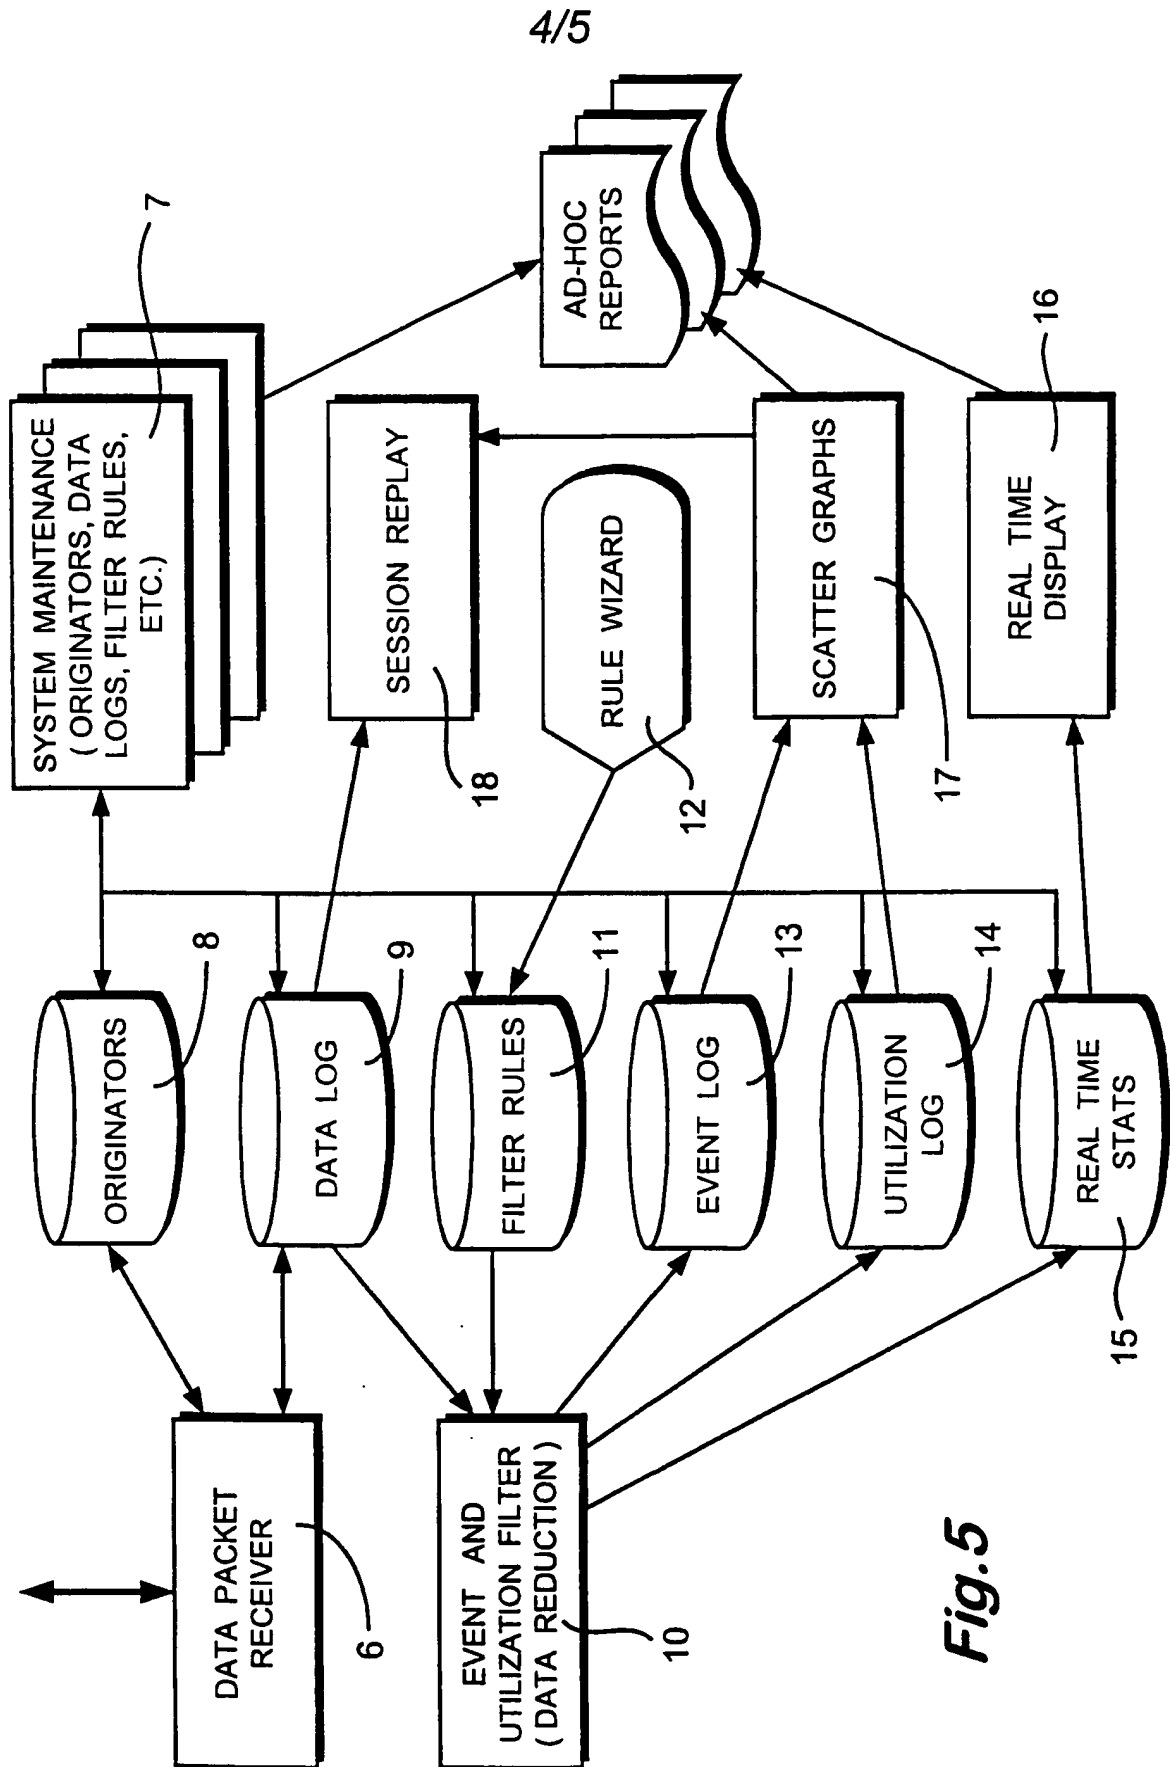 4/5
SYSTEM MAINTENANCE
( ORIGINATORS, DATA
LOGS, FILTER RULES,
ETC.)
7
AD-HOC
REPORTS
SESSION REPLAY
18
RULE WIZARD
12
SCATTER GRAPHS
17
REAL TIME
DISPLAY
16
ORIGINATORS
8
DATA LOG
9
FILTER RULES
11
EVENT LOG
13
UTILIZATION
LOG
14
REAL TIME
STATS
15
DATA PACKET
RECEIVER
6
EVENT AND
UTILIZATION FILTER
( DATA REDUCTION )
10
Fig.5